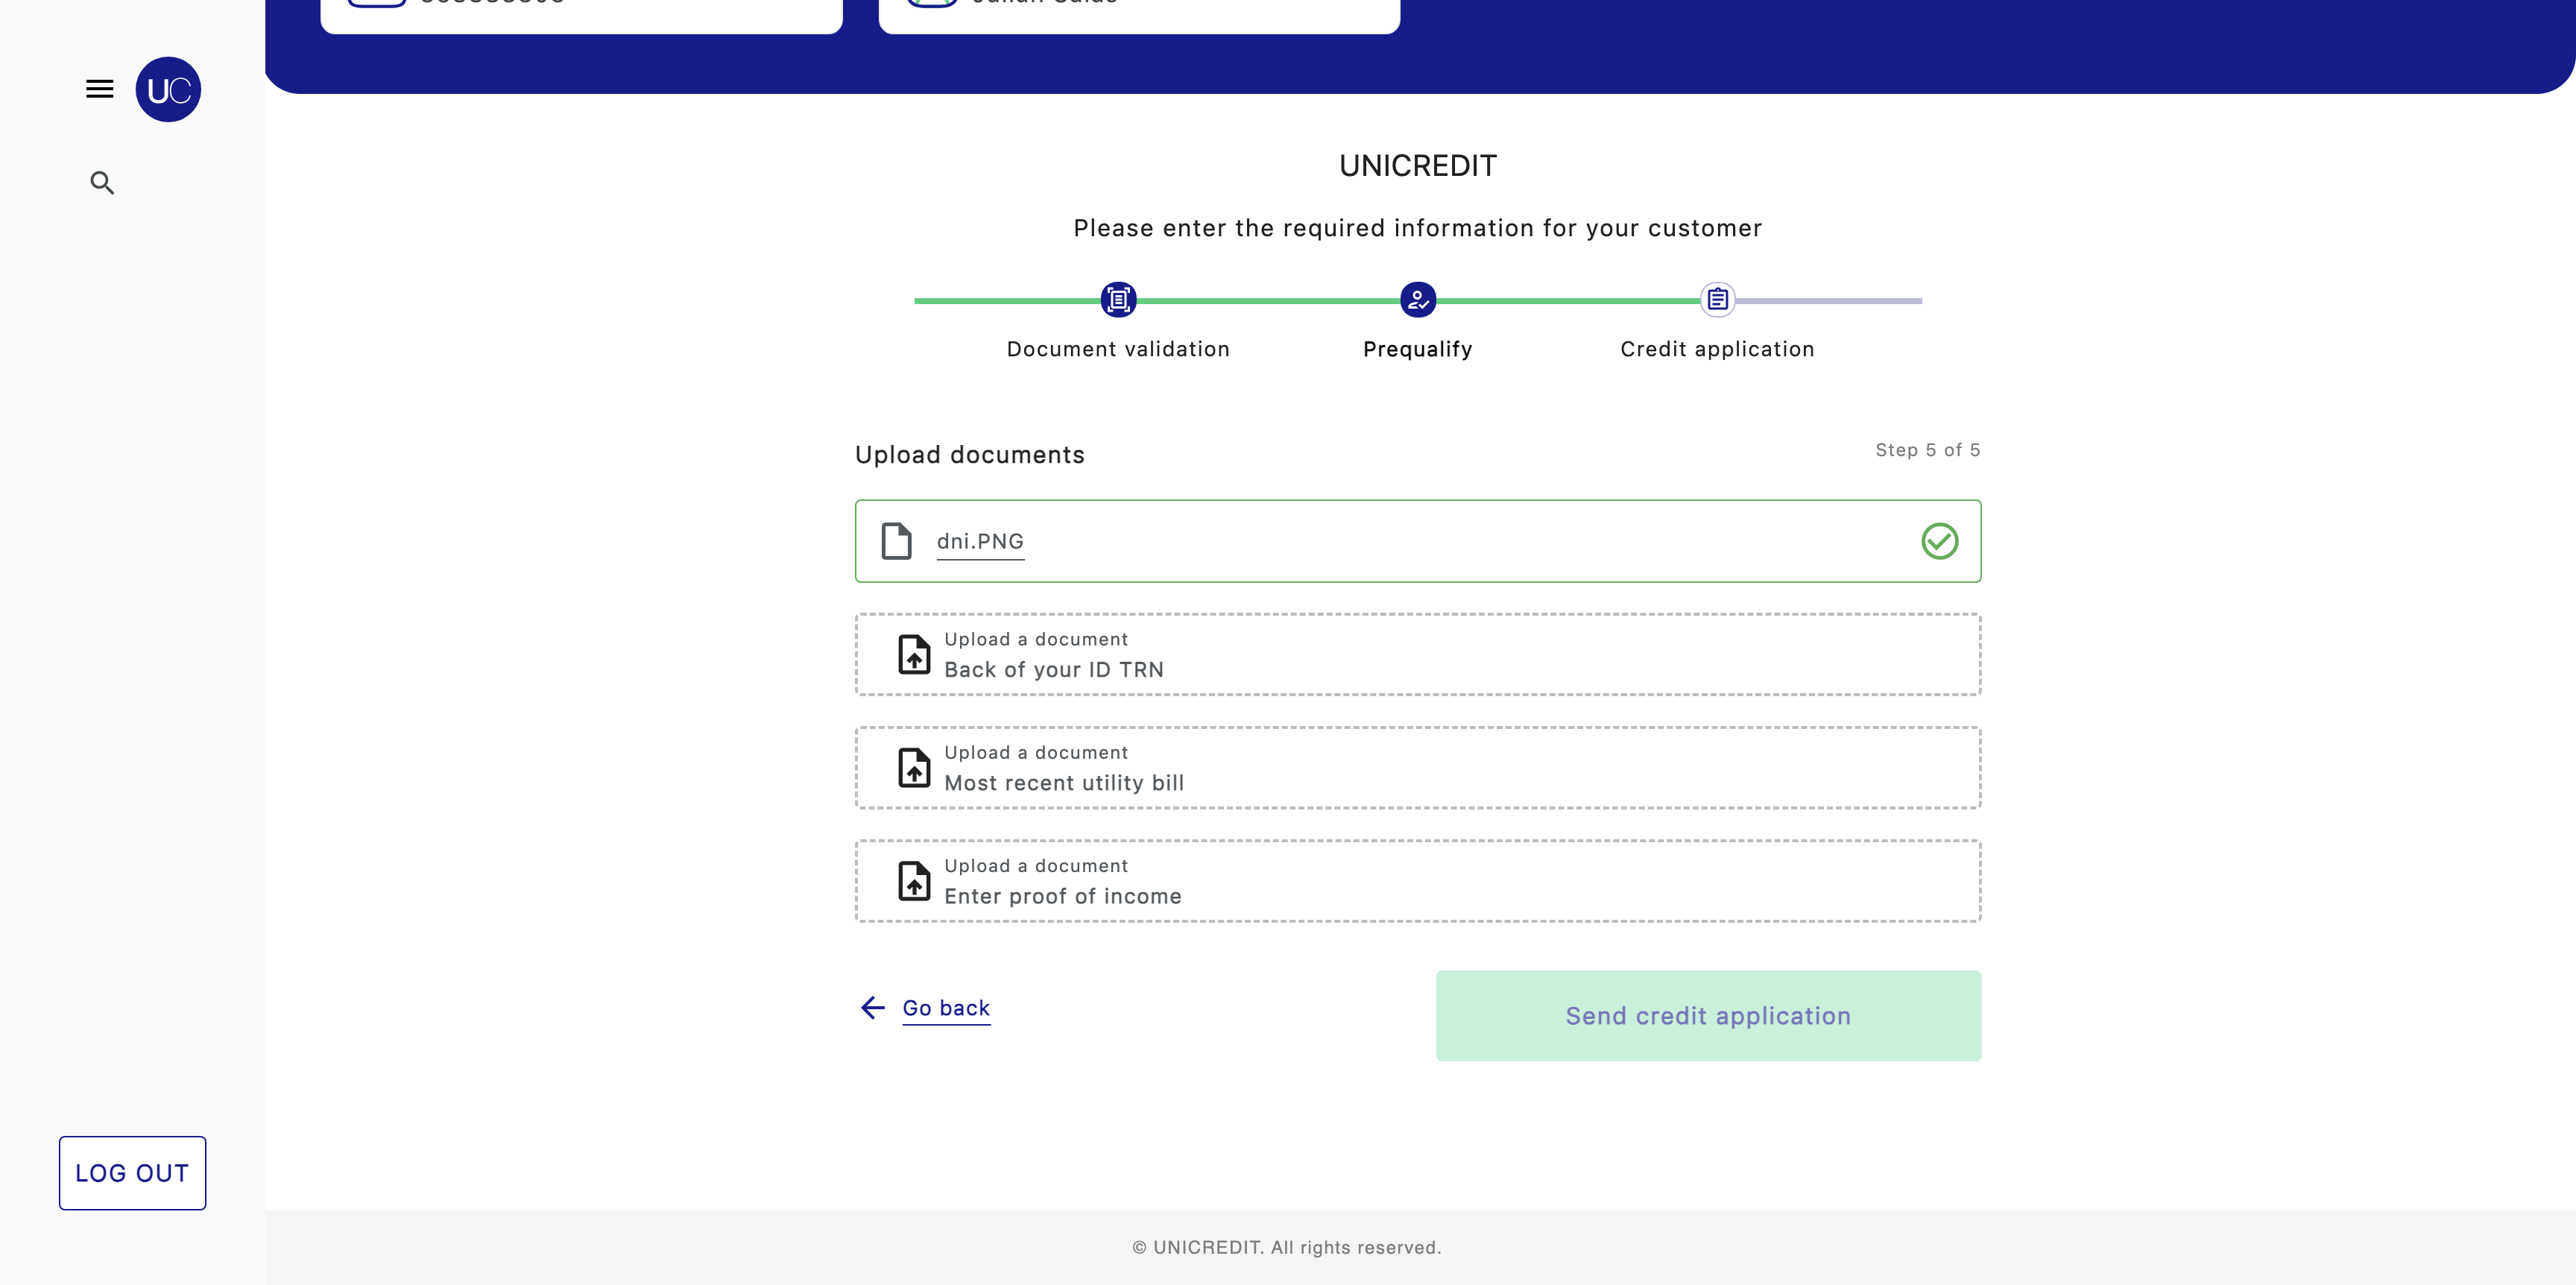 UC
UNICREDIT
Please enter the required information for your customer
Document validation
Prequalify
Credit application
Upload documents
Step 5 of 5
dni.PNG
Upload a document
Back of your ID TRN
Upload a document
Most recent utility bill
Upload a document
Enter proof of income
Go back
Send credit application
LOG OUT
© UNICREDIT. All rights reserved.